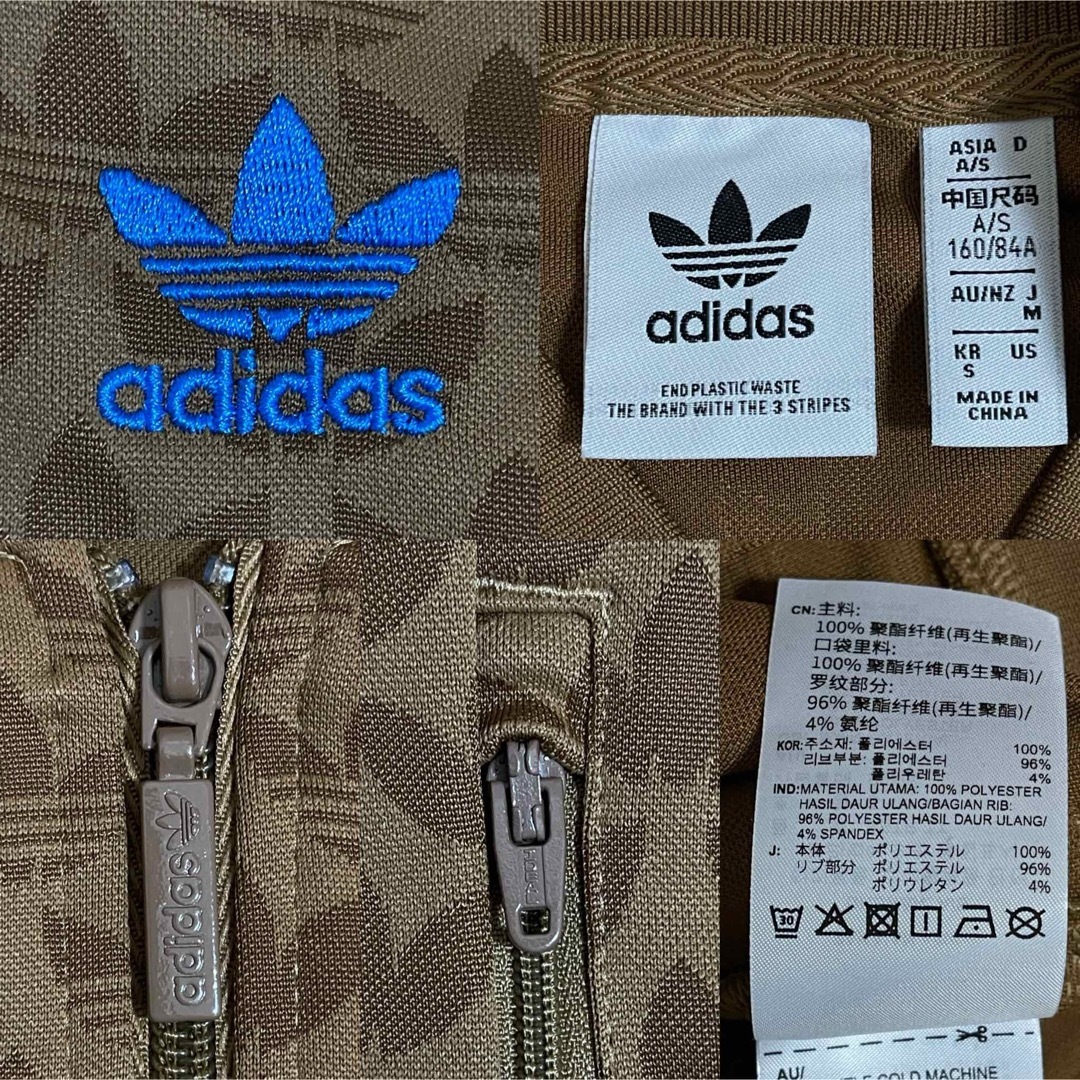 adidas
adidas
END PLASTIC WASTE
THE BRAND WITH THE 3 STRIPES
ASIA D
A/S
中国尺码
A/S
160/84A
AU/NZ J
M
KR US
S
MADE IN
CHINA
adidas
CN:主料:
100% 聚酯纤维(再生聚酯)/
口袋里料:
100% 聚酯纤维(再生聚酯)/
罗纹部分:
96% 聚酯纤维(再生聚酯)/
4% 氨纶
KOR:주소재: 폴리에스터 100%
리브부분: 폴리에스터 96%
폴리우레탄 4%
IND:MATERIAL UTAMA: 100% POLYESTER
HASIL DAUR ULANG/BAGIAN RIB:
96% POLYESTER HASIL DAUR ULANG/
4% SPANDEX
J: 本体 ポリエステル 100%
リブ部分 ポリエステル 96%
ポリウレタン 4%
30
AU/
COLD MACHINE